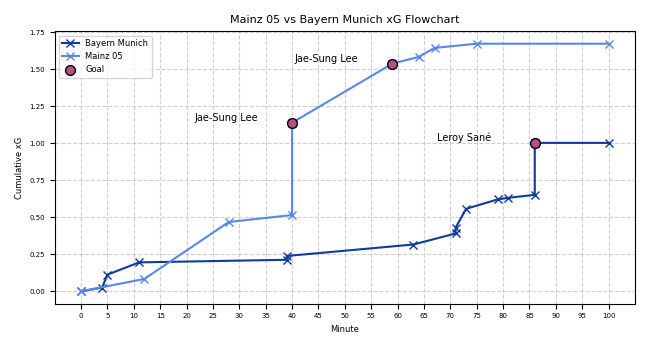 Mainz 05 vs Bayern Munich xG Flowchart
Bayern Munich
Mainz 05
Goal
Jae-Sung Lee
Jae-Sung Lee
Leroy Sané
Cumulative xG
1.75
1.50
1.25
1.00
0.75
0.50
0.25
0.00
0 5 10 15 20 25 30 35 40 45 50 55 60 65 70 75 80 85 90 95 100
Minute